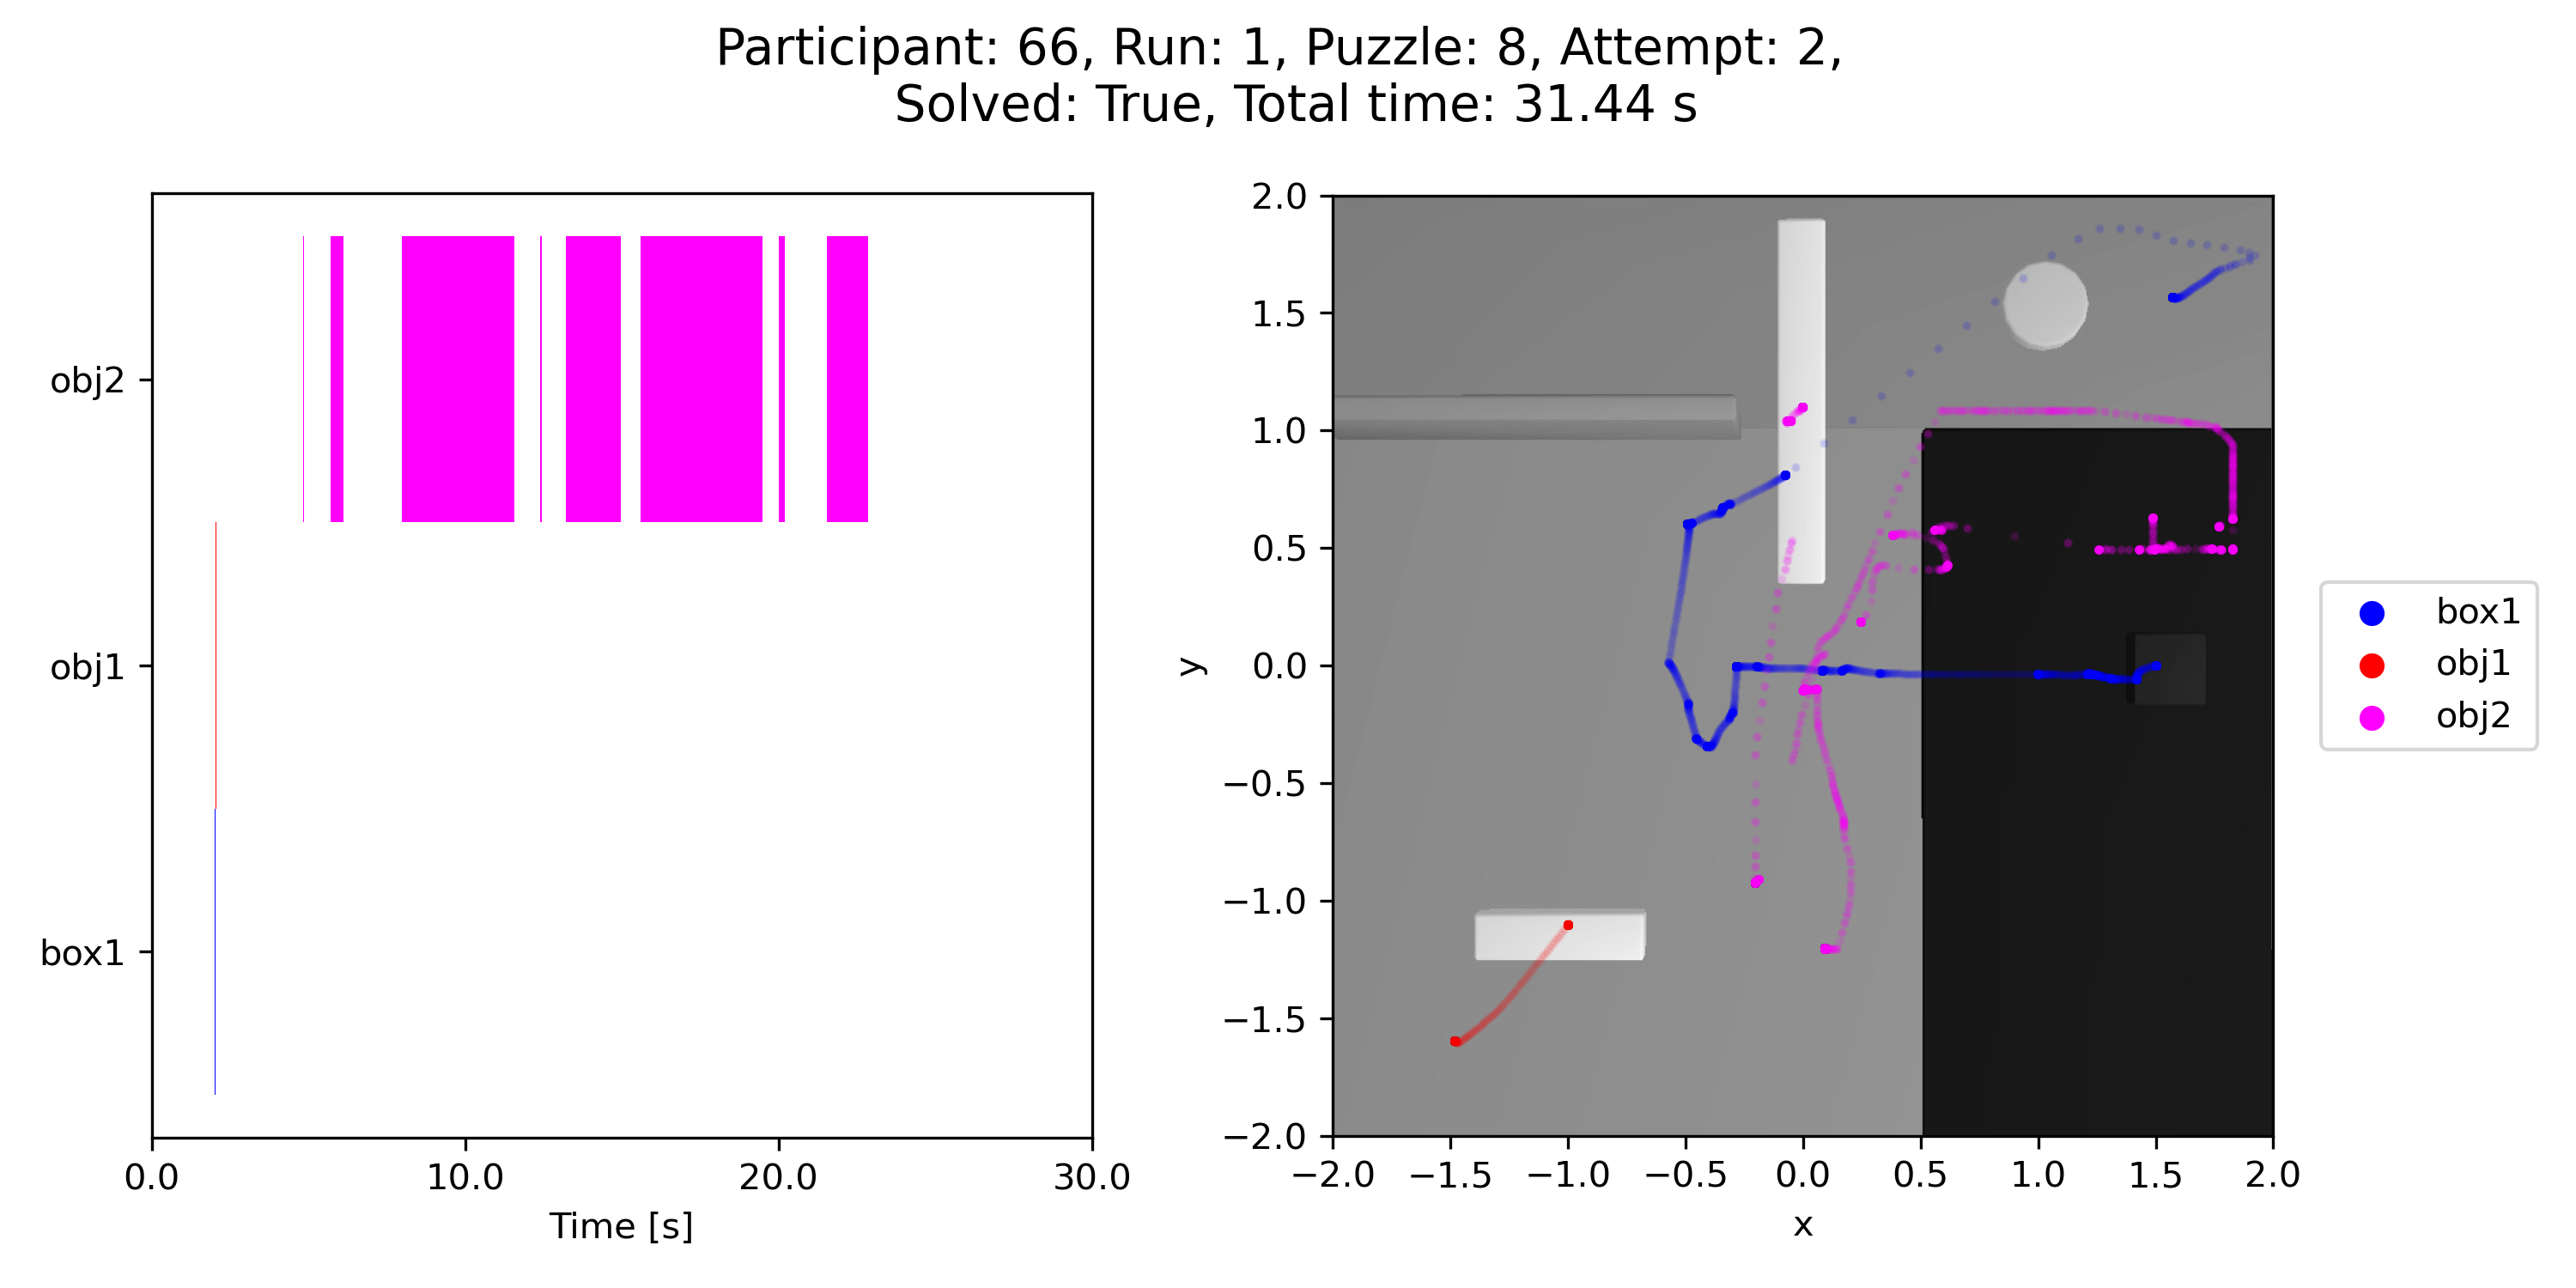 Participant: 66, Run: 1, Puzzle: 8, Attempt: 2,
Solved: True, Total time: 31.44 s
obj2
obj1
box1
0.0 10.0 20.0 30.0
Time [s]
2.0
1.5
1.0
0.5
0.0
−0.5
−1.0
−1.5
−2.0
y
−2.0 −1.5 −1.0 −0.5 0.0 0.5 1.0 1.5 2.0
x
box1
obj1
obj2